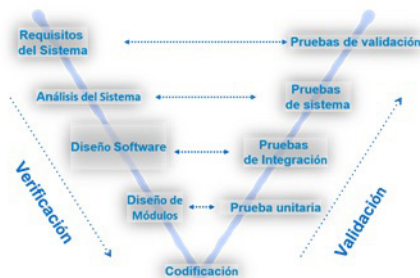 Requisitos
del Sistema
Pruebas de validación
Análisis del Sistema
Pruebas
de sistema
Diseño Software
Pruebas
de Integración
Diseño de
Módulos
Prueba unitaria
Codificación
Verificación
Validación